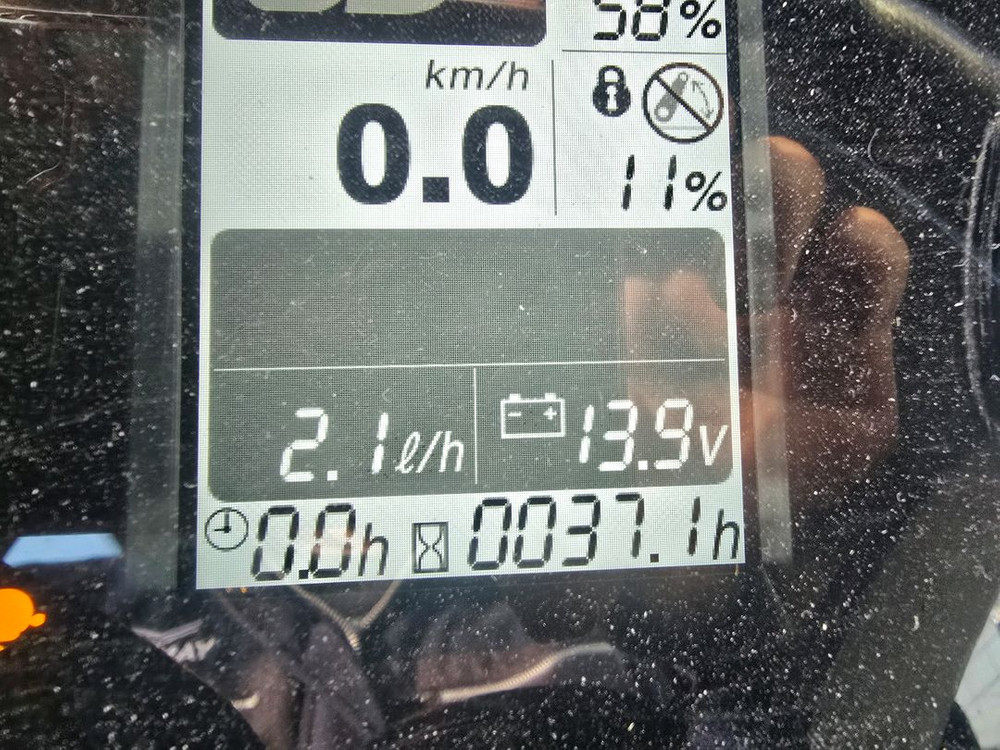 58%
km/h
0.0
11%
2.1 ℓ/h
- +
13.9V
0.0h
0037.1h